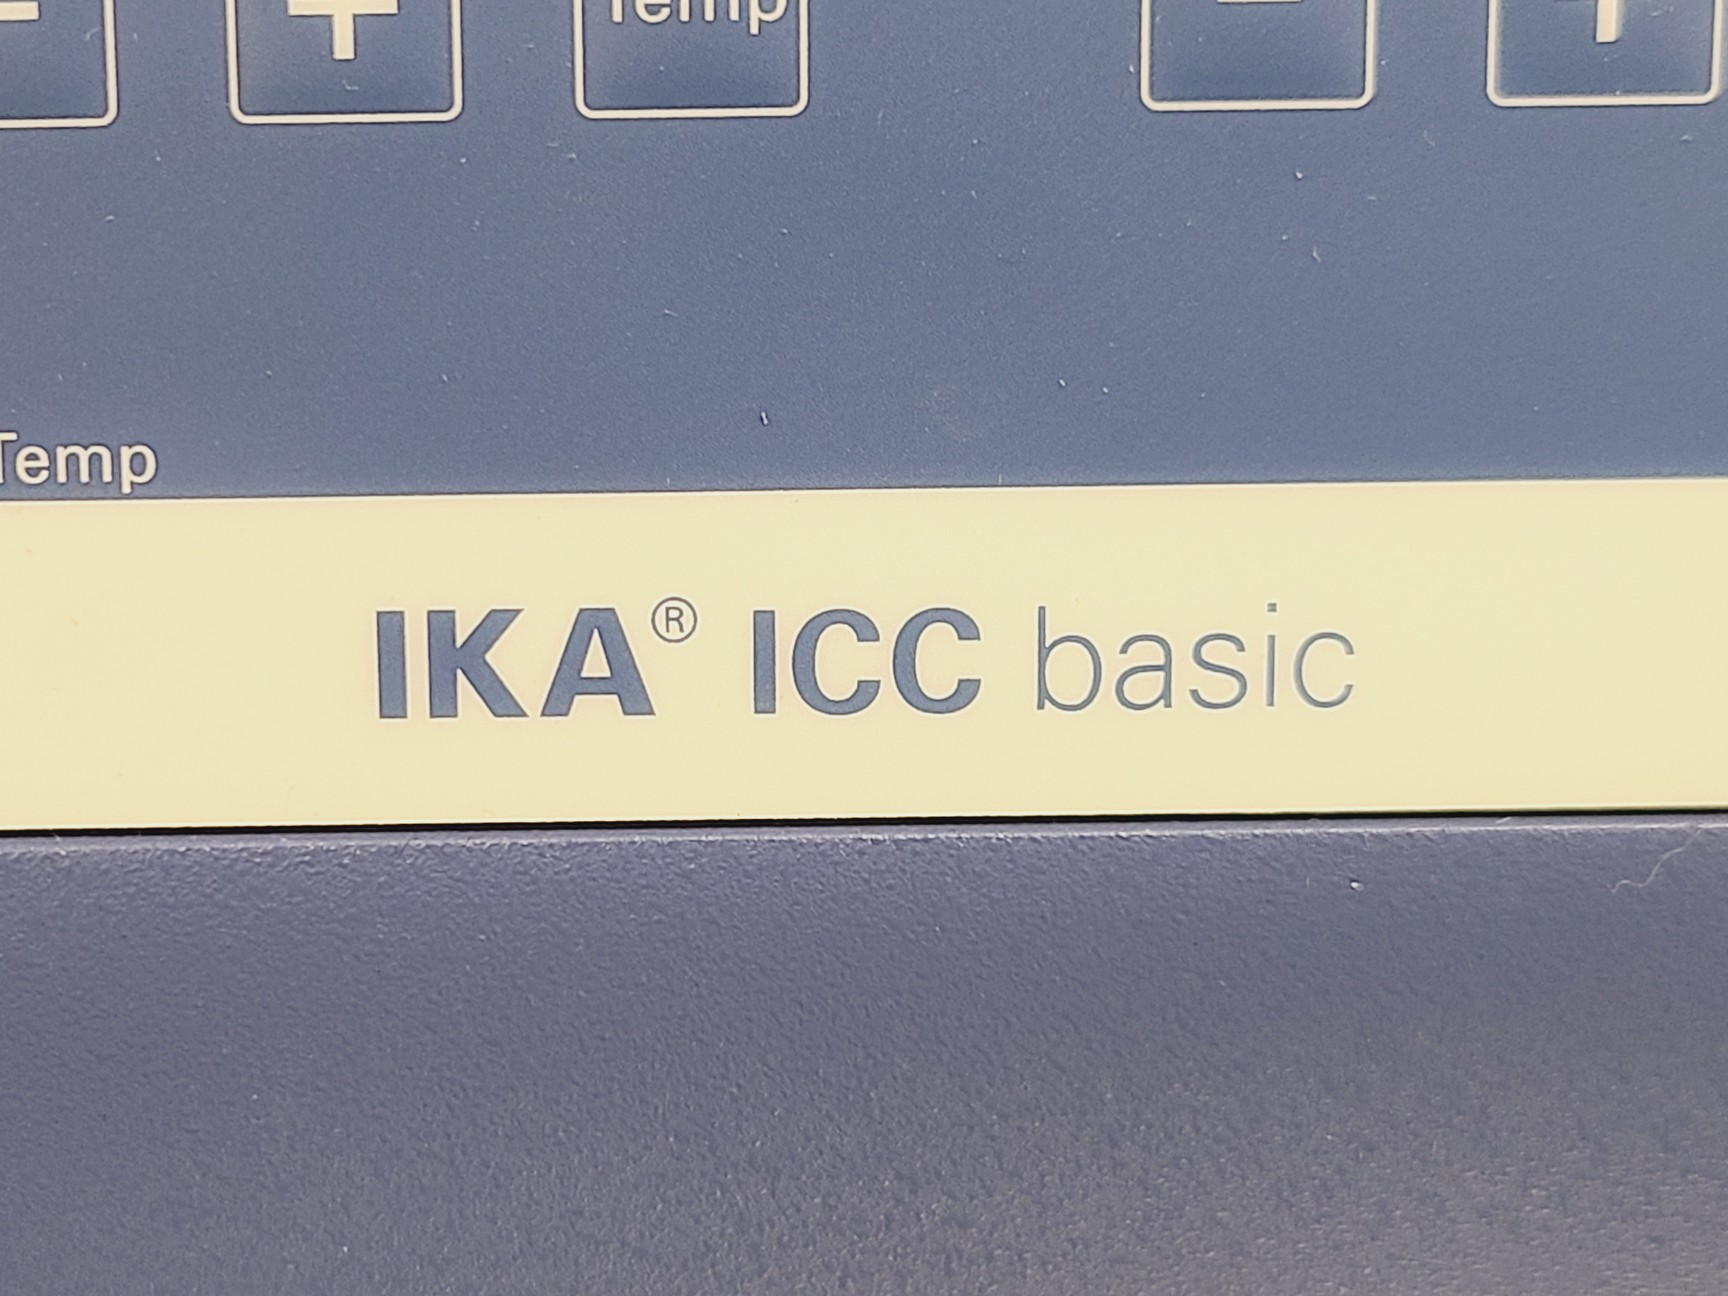 - + Temp - +
Temp
IKA® ICC basic